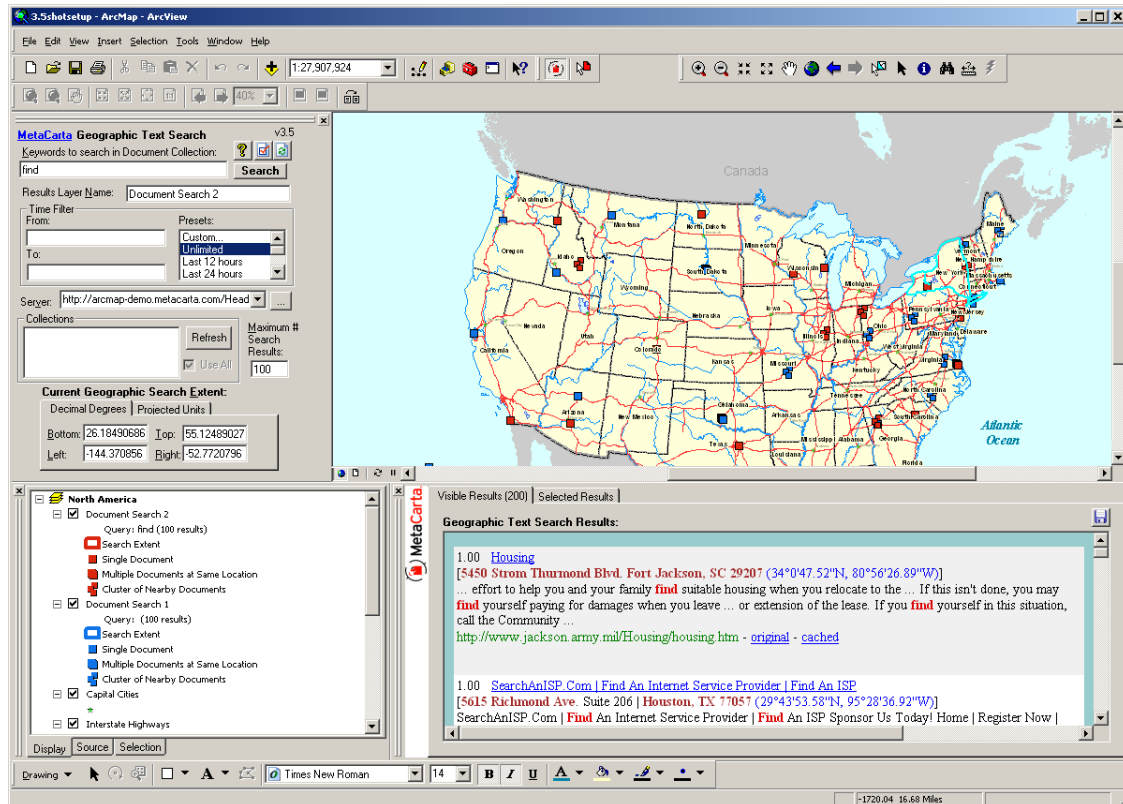 3.5shotsetup - ArcMap - ArcView
File Edit View Insert Selection Tools Window Help
1:27,907,924
40%
MetaCarta Geographic Text Search
v3.5
Keywords to search in Document Collection:
find
Search
Results Layer Name: Document Search 2
Time Filter
From:
To:
Presets:
Custom...
Unlimited
Last 12 hours
Last 24 hours
Server: http://arcmap-demo.metacarta.com/Head
...
Collections
Refresh
Use All
Maximum #
Search
Results:
100
Current Geographic Search Extent:
Decimal Degrees Projected Units
Bottom: 26.18490686 Top: 55.12489027
Left: -144.370856 Right: -52.7720796
Canada
Washington
Montana
North Dakota
Minnesota
Maine
Vermont
New Hampshire
Oregon
Idaho
South Dakota
Wisconsin
Michigan
New York
Massachusetts
Connecticut
Wyoming
Iowa
Pennsylvania
New Jersey
Nebraska
Nevada
Utah
Illinois
Indiana
Ohio
Maryland
Delaware
Colorado
California
Kansas
Missouri
West Virginia
Virginia
Kentucky
North Carolina
Tennessee
Oklahoma
Arizona
New Mexico
Arkansas
South Carolina
Texas
Mississippi
Alabama
Georgia
Louisiana
Florida
Atlantic
Ocean
North America
Document Search 2
Query: find (100 results)
Search Extent
Single Document
Multiple Documents at Same Location
Cluster of Nearby Documents
Document Search 1
Query: (100 results)
Search Extent
Single Document
Multiple Documents at Same Location
Cluster of Nearby Documents
Capital Cities
Interstate Highways
Display Source Selection
MetaCarta
Visible Results (200) Selected Results
Geographic Text Search Results:
1.00 Housing
[5450 Strom Thurmond Blvd. Fort Jackson, SC 29207 (34°0'47.52"N, 80°56'26.89"W)]
... effort to help you and your family find suitable housing when you relocate to the ... If this isn't done, you may
find yourself paying for damages when you leave ... or extension of the lease. If you find yourself in this situation,
call the Community ...
http://www.jackson.army.mil/Housing/housing.htm - original - cached
1.00 SearchAnISP.Com | Find An Internet Service Provider | Find An ISP
[5615 Richmond Ave. Suite 206 | Houston, TX 77057 (29°43'53.58"N, 95°28'36.92"W)]
SearchAnISP.Com | Find An Internet Service Provider | Find An ISP Sponsor Us Today! Home | Register Now |
Drawing
A
Times New Roman
14
B I U A
-1720.04 16.68 Miles